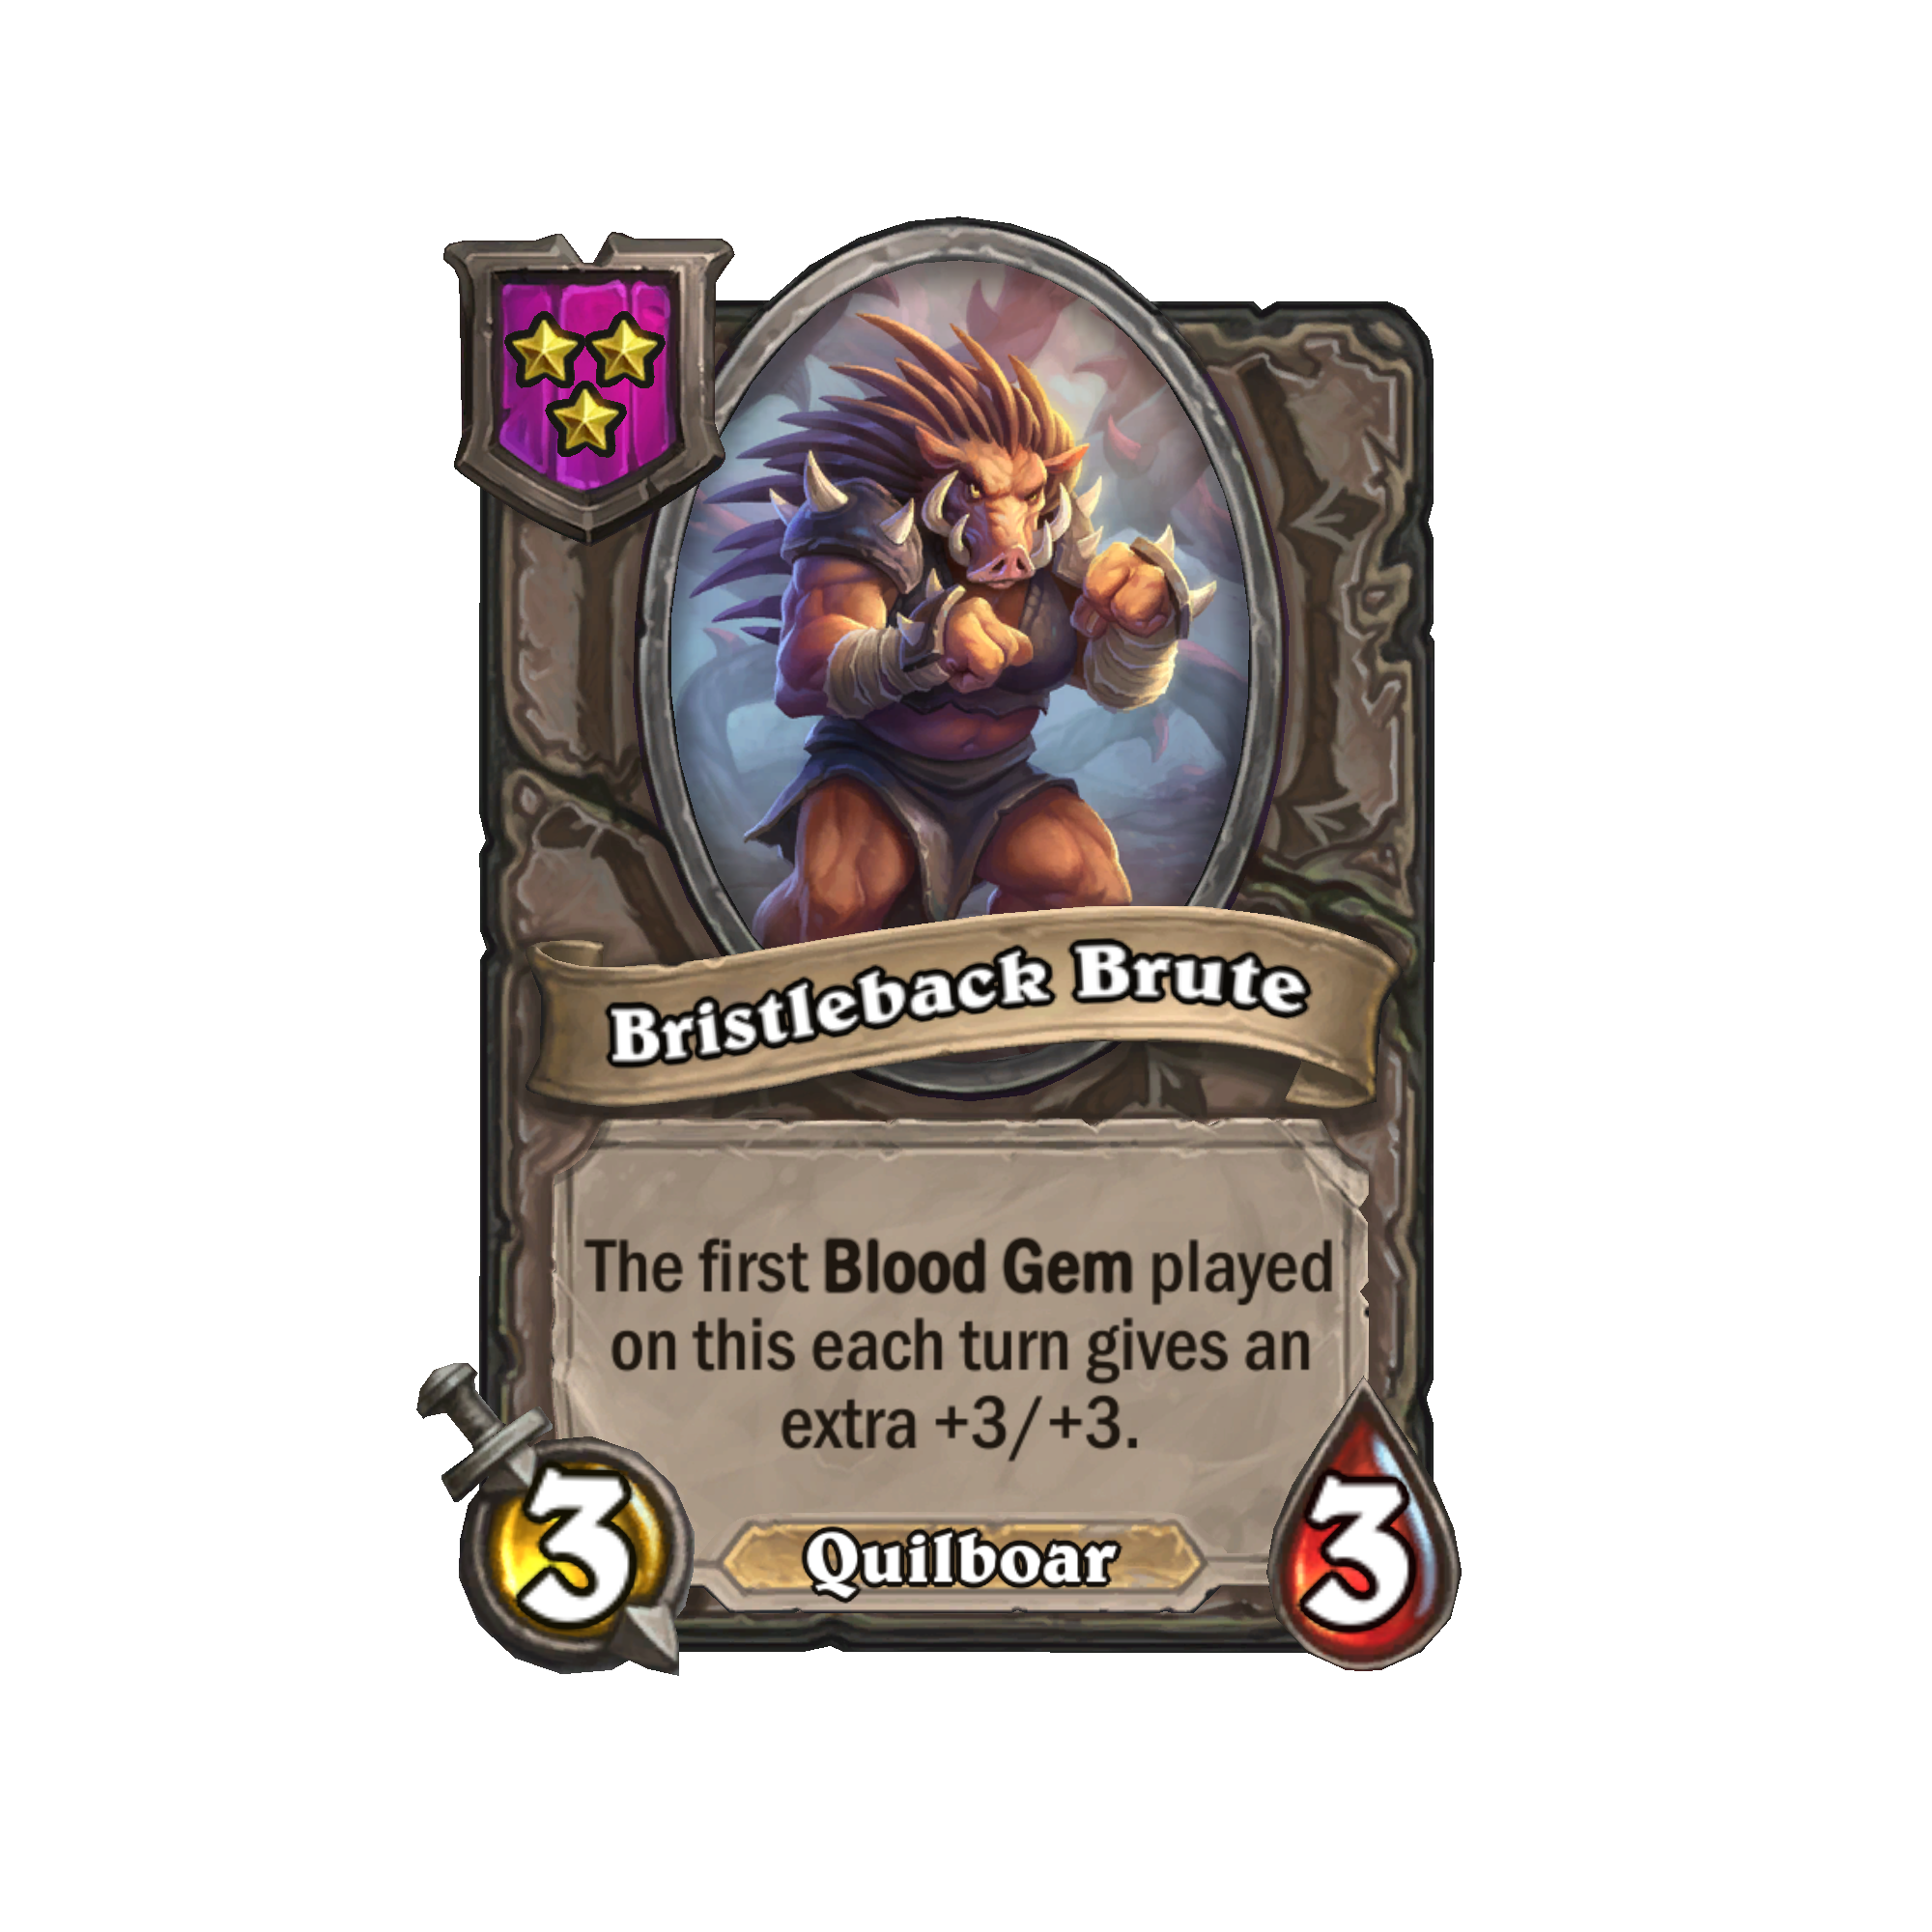 Bristleback Brute
The first Blood Gem played
on this each turn gives an
extra +3/+3.
3
Quilboar
3